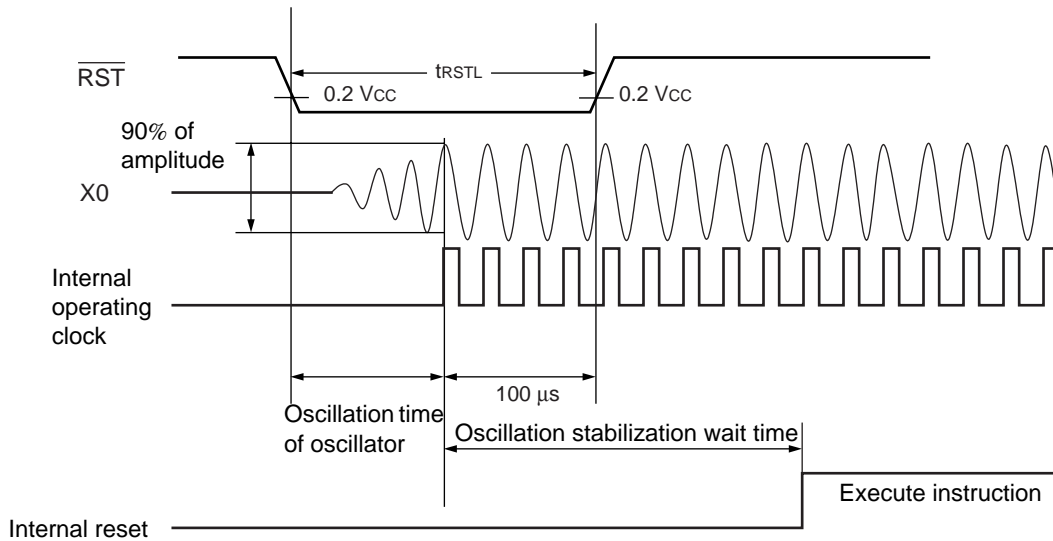 RST
tRSTL
0.2 VCC
0.2 VCC
90% of
amplitude
X0
Internal
operating
clock
100 μs
Oscillation time
of oscillator
Oscillation stabilization wait time
Execute instruction
Internal reset